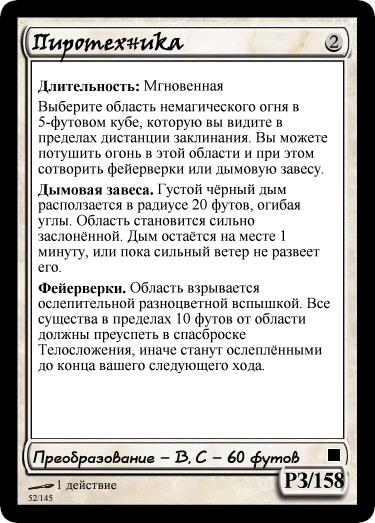 Пиротехника
2
Длительность: Мгновенная
Выберите область немагического огня в
5-футовом кубе, которую вы видите в
пределах дистанции заклинания. Вы можете
потушить огонь в этой области и при этом
сотворить фейерверки или дымовую завесу.
Дымовая завеса. Густой чёрный дым
расползается в радиусе 20 футов, огибая
углы. Область становится сильно
заслонённой. Дым остаётся на месте 1
минуту, или пока сильный ветер не развеет
его.
Фейерверки. Область взрывается
ослепительной разноцветной вспышкой. Все
существа в пределах 10 футов от области
должны преуспеть в спасброске
Телосложения, иначе станут ослеплёнными
до конца вашего следующего хода.
Преобразование – В, С – 60 футов
1 действие
РЗ/158
52/145